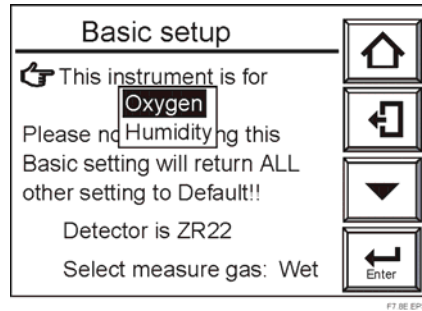 Basic setup
This instrument is for
Oxygen
Humidity
Please no ng this
Basic setting will return ALL
other setting to Default!!
Detector is ZR22
Select measure gas: Wet
Enter
F7.8E EP